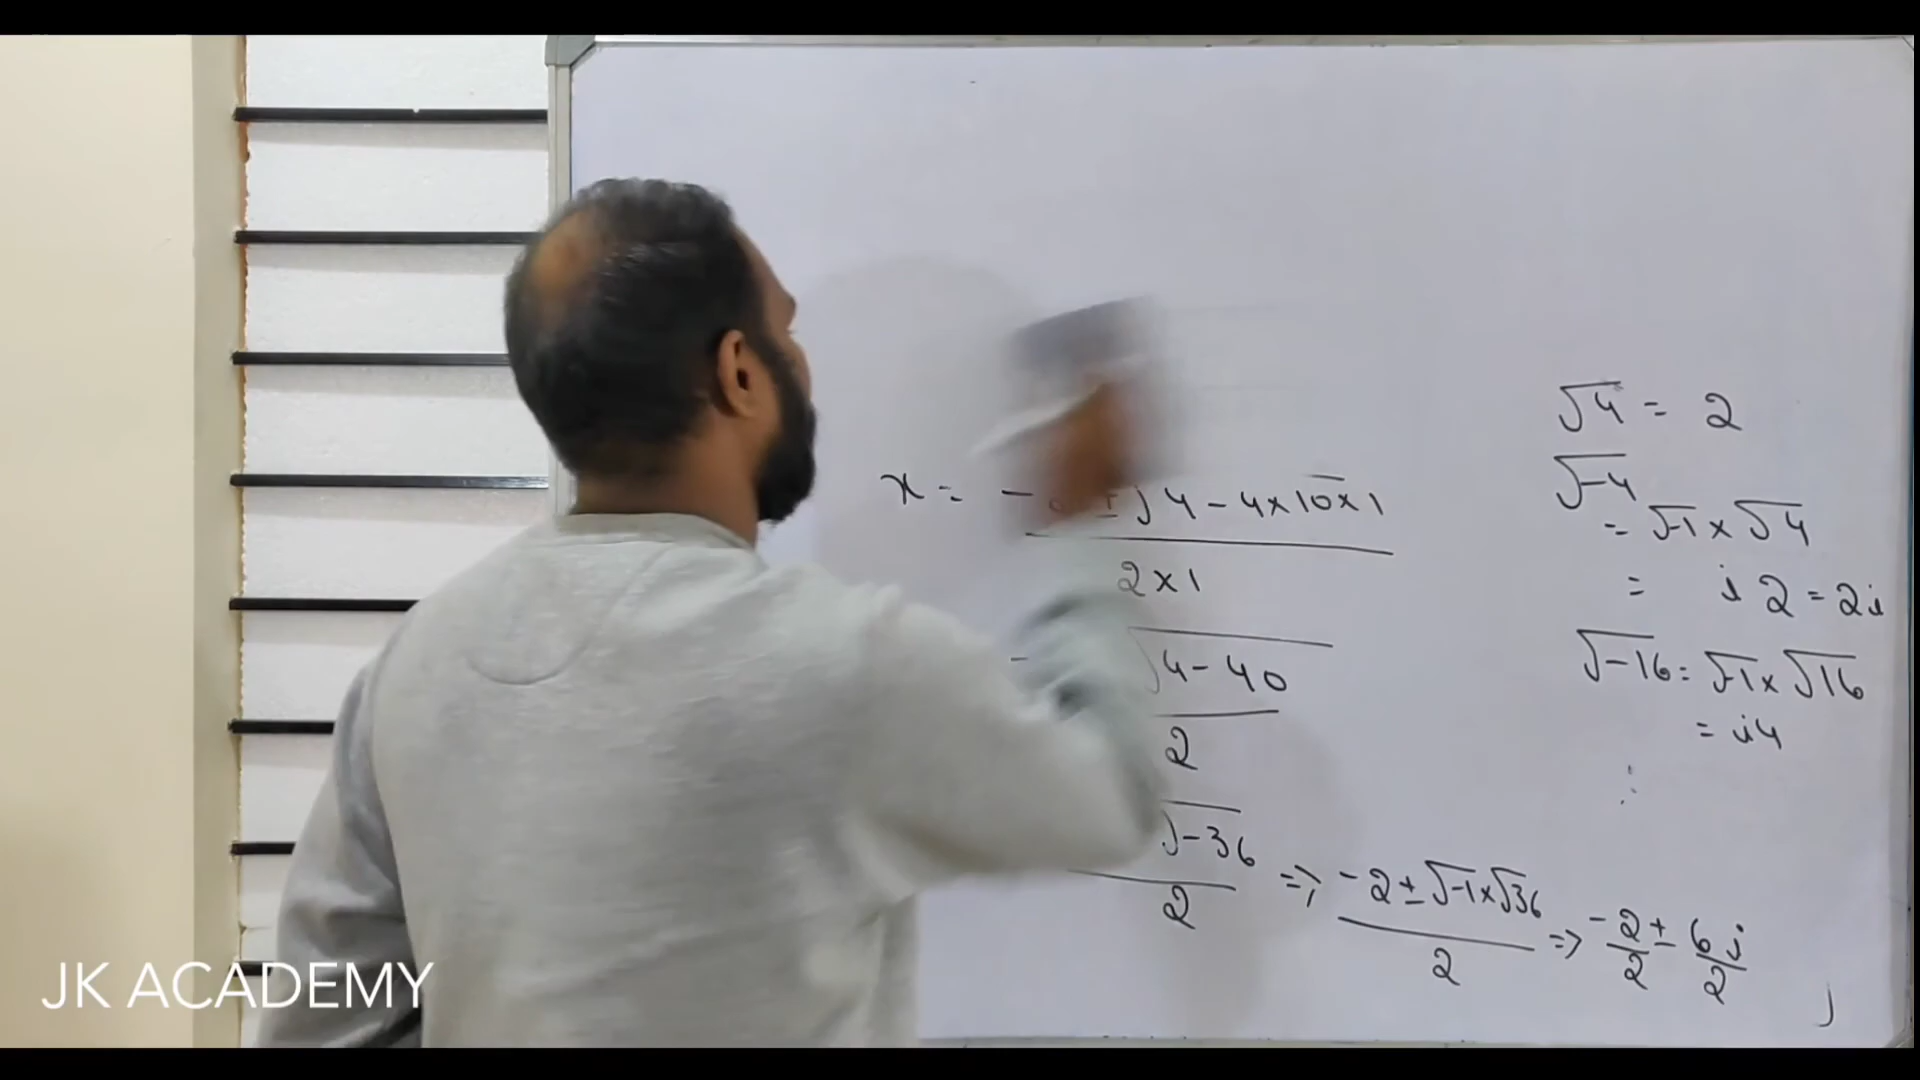 x = - ± √4 - 4×10×1
2×1
- √4-40
2
√-36
2
⇒ -2 ± √-1×√36
2
⇒ -2/2 ± 6i/2
√4 = 2
√-4
= √-1 × √4
= i 2 = 2i
√-16 = √-1 × √16
= i4
JK ACADEMY